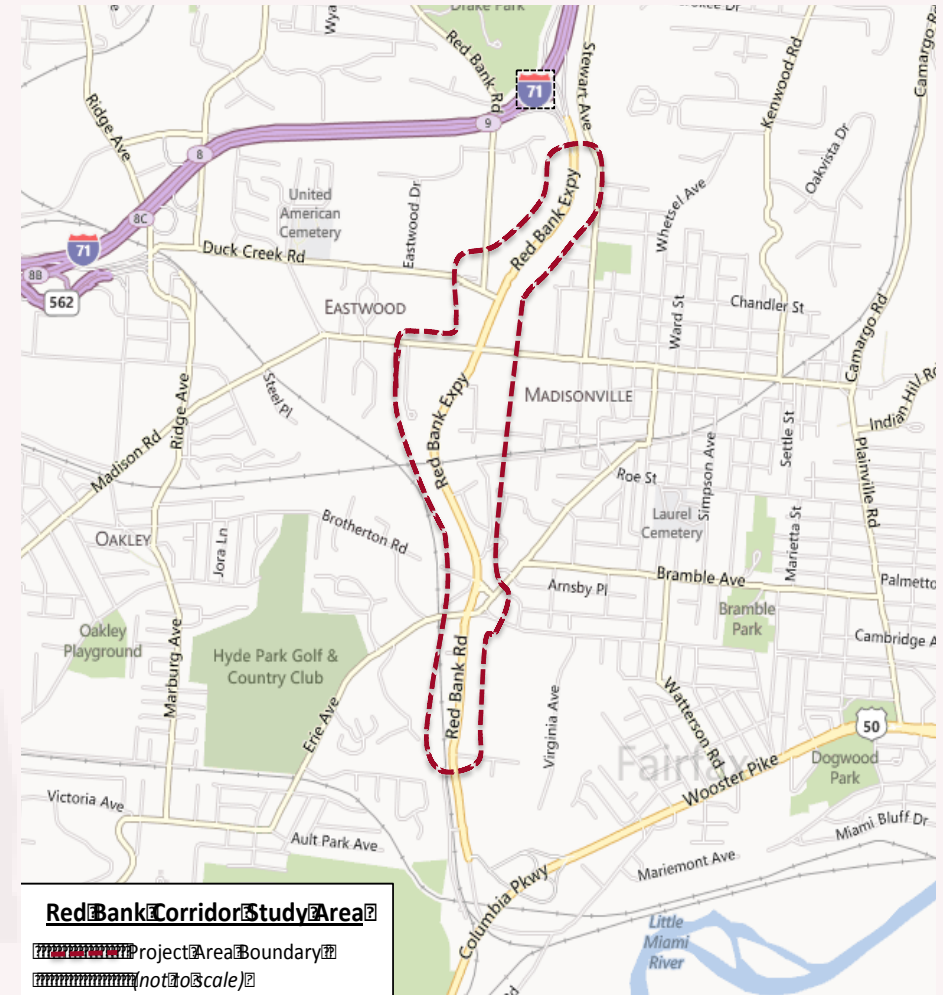 Drake Park
Wya
Red Bank Rd
71
Stewart Ave
Kenwood Rd
Camargo R
Ridge Ave
9
8
Oakvista Dr
United
American
Cemetery
Eastwood Dr
Red Bank Expy
Whetsel Ave
8C
71
Duck Creek Rd
8B
562
EASTWOOD
Ward St
Chandler St
Camargo Rd
Steel Pl
Ridge Ave
Red Bank Expy
MADISONVILLE
Indian Hill R
Settle St
Madison Rd
Simpson Ave
Plainville Rd
Roe St
Laurel
Cemetery
Brotherton Rd
OAKLEY
Jora Ln
Marietta St
Arnsby Pl
Bramble Ave
Palmetto
Oakley
Playground
Bramble
Park
Hyde Park Golf &
Country Club
Marburg Ave
Red Bank Rd
Cambridge A
Erie Ave
Virginia Ave
Watterson Rd
50
Fairfax
Dogwood
Park
Wooster Pike
Victoria Ave
Ault Park Ave
Miami Bluff Dr
Mariemont Ave
Columbia Pkwy
Little
Miami
River
Red Bank Corridor Study Area
Project Area Boundary
(not to scale)
rd